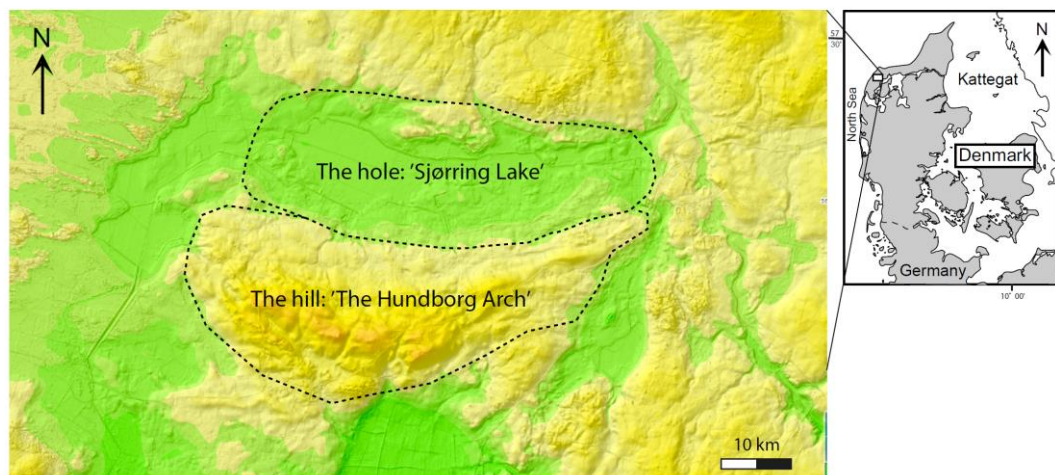 N
The hole: 'Sjørring Lake'
The hill: 'The Hundborg Arch'
10 km
57
30'
N
Kattegat
North Sea
Denmark
Germany
10° 00'